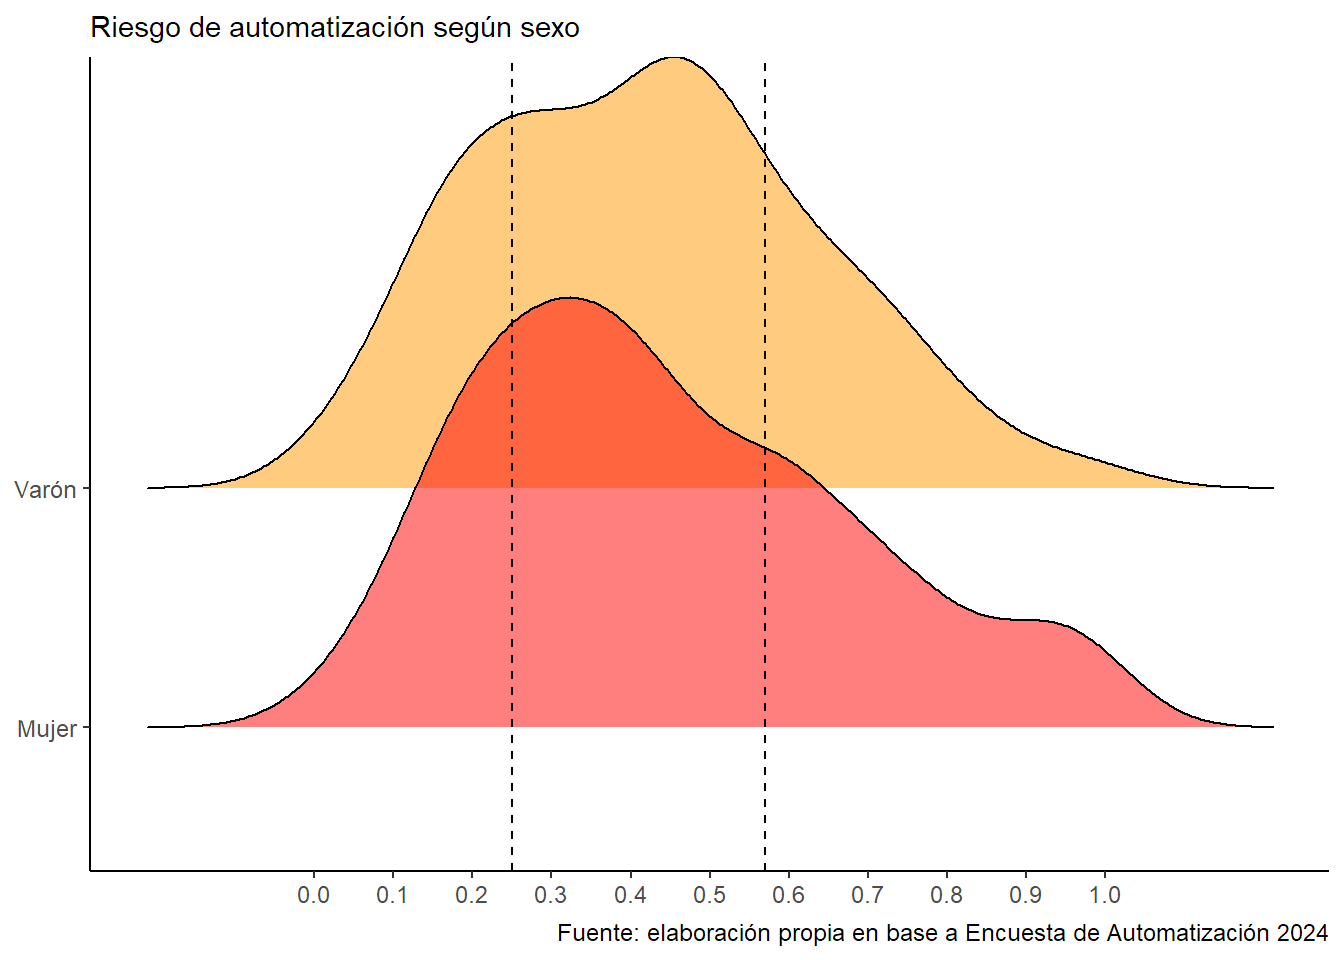 Riesgo de automatización según sexo
Varón
Mujer
0.0 0.1 0.2 0.3 0.4 0.5 0.6 0.7 0.8 0.9 1.0
Fuente: elaboración propia en base a Encuesta de Automatización 2024